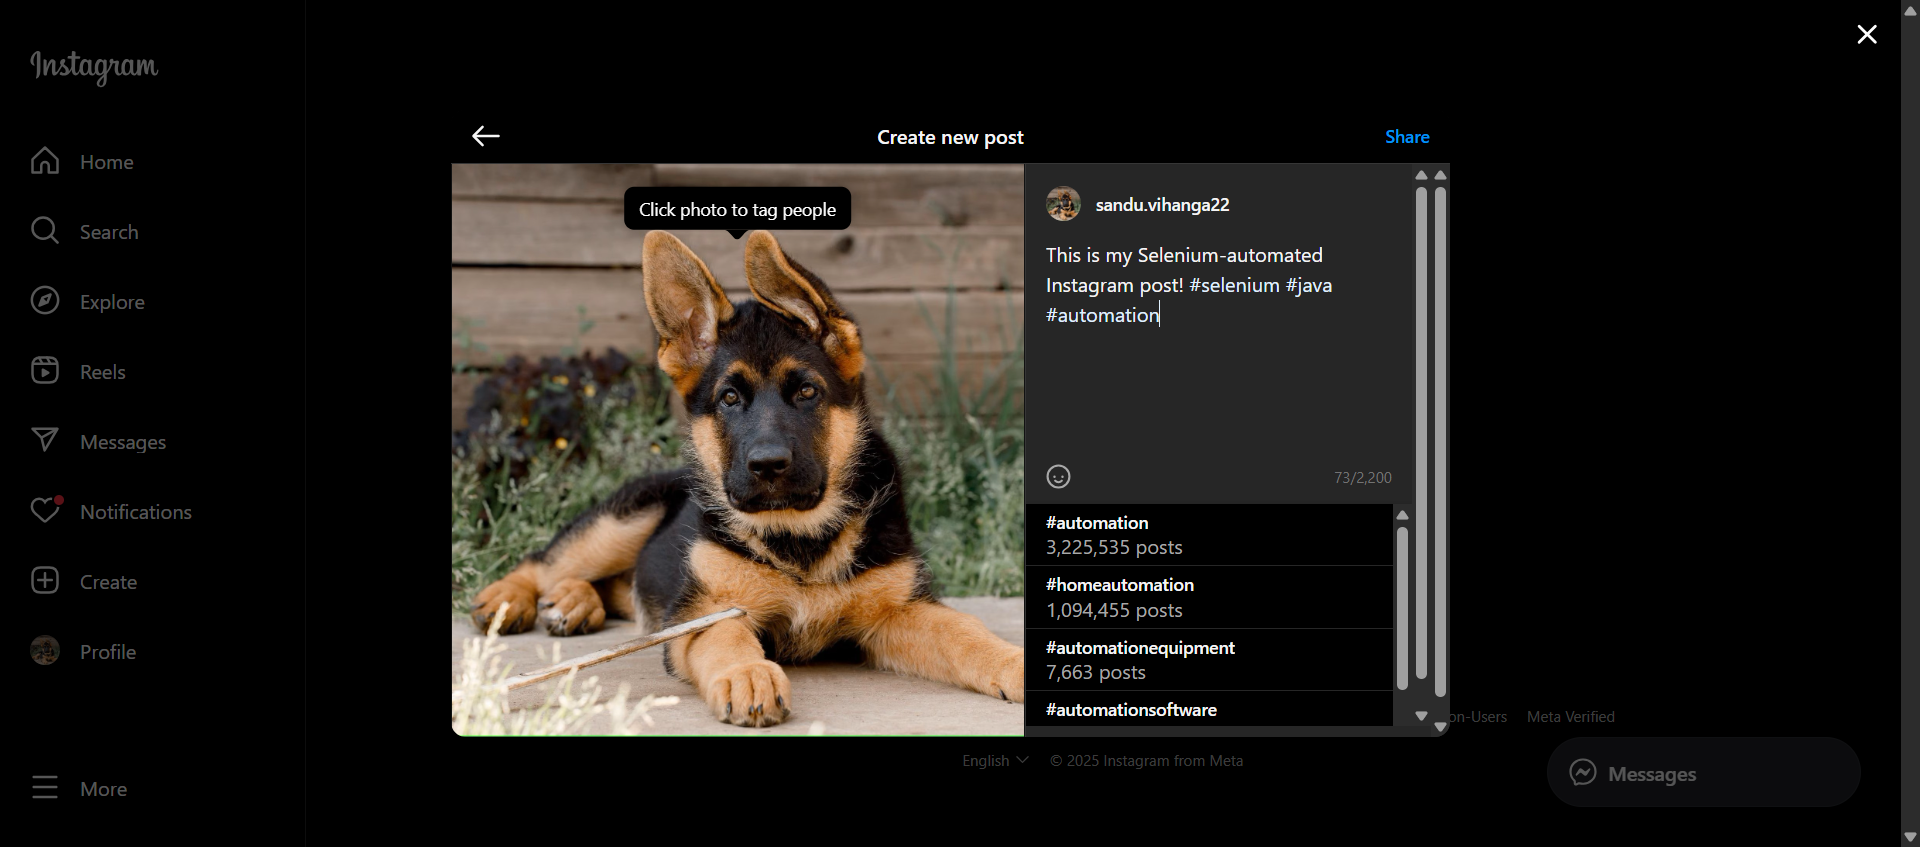 Instagram
Home
Search
Explore
Reels
Messages
Notifications
Create
Profile
More
Create new post
Share
Click photo to tag people
sandu.vihanga22
This is my Selenium-automated
Instagram post! #selenium #java
#automation
73/2,200
#automation
3,225,535 posts
#homeautomation
1,094,455 posts
#automationequipment
7,663 posts
#automationsoftware
on-Users Meta Verified
English © 2025 Instagram from Meta
Messages